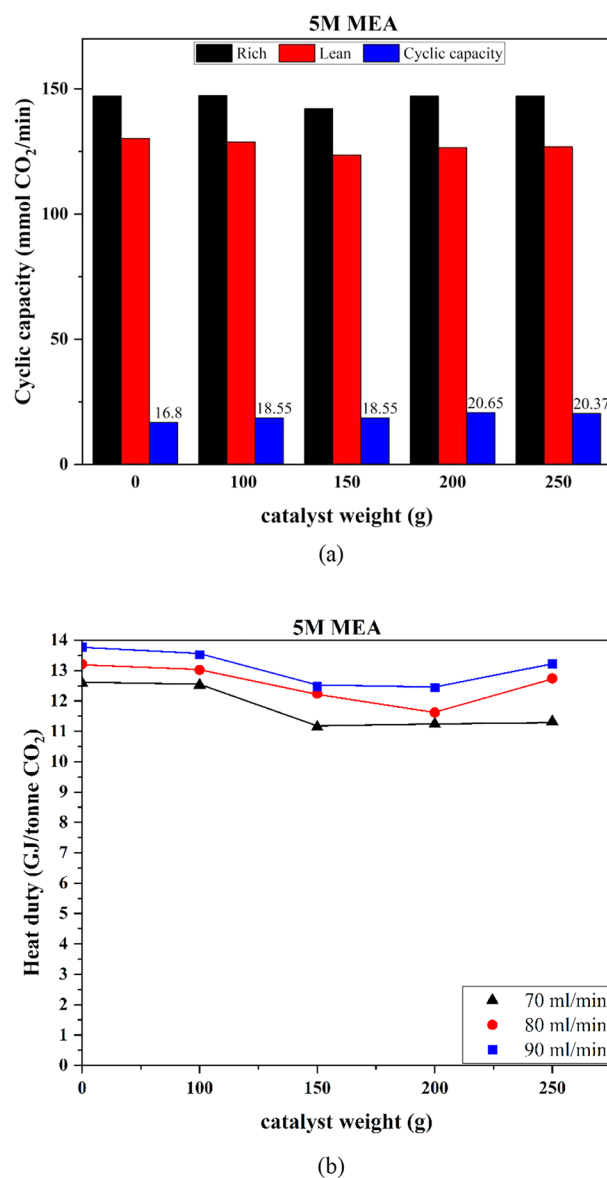 5M MEA
Rich Lean Cyclic capacity
Cyclic capacity (mmol CO₂/min)
150
100
50
0
16.8 18.55 18.55 20.65 20.37
0 100 150 200 250
catalyst weight (g)
(a)
5M MEA
Heat duty (GJ/tonne CO₂)
14
13
12
11
10
9
8
7
6
5
4
3
2
1
0
70 ml/min
80 ml/min
90 ml/min
0 100 150 200 250
catalyst weight (g)
(b)